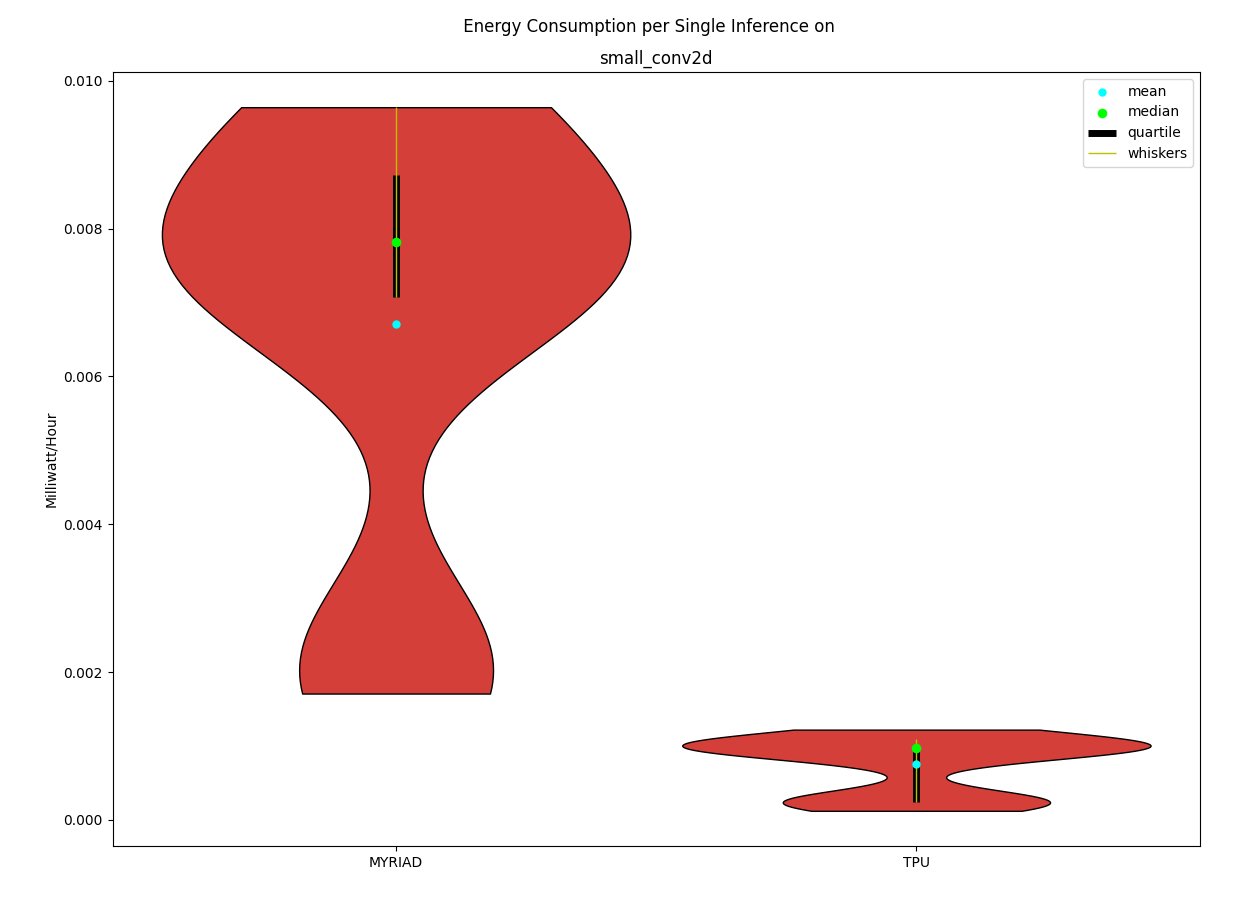 Energy Consumption per Single Inference on
small_conv2d
0.010
0.008
0.006
0.004
0.002
0.000
Milliwatt/Hour
MYRIAD
TPU
mean
median
quartile
whiskers